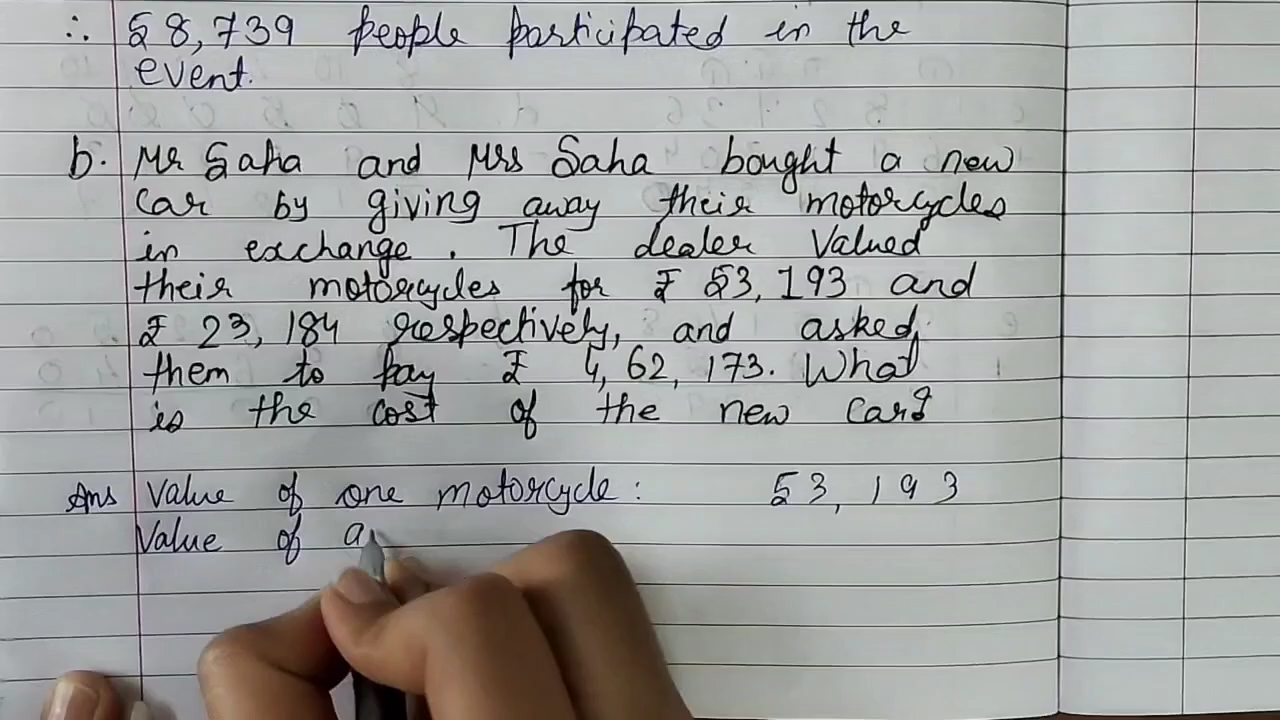 ∴ 58,739 people participated in the
event.
b. Mr Saha and Mrs Saha bought a new
car by giving away their motorcycles
in exchange. The dealer valued
their motorcycles for ₹ 53,193 and
₹ 23,184 respectively, and asked
them to pay ₹ 4,62,173. What
is the cost of the new car?
Ans Value of one motorcycle: 53,193
Value of a